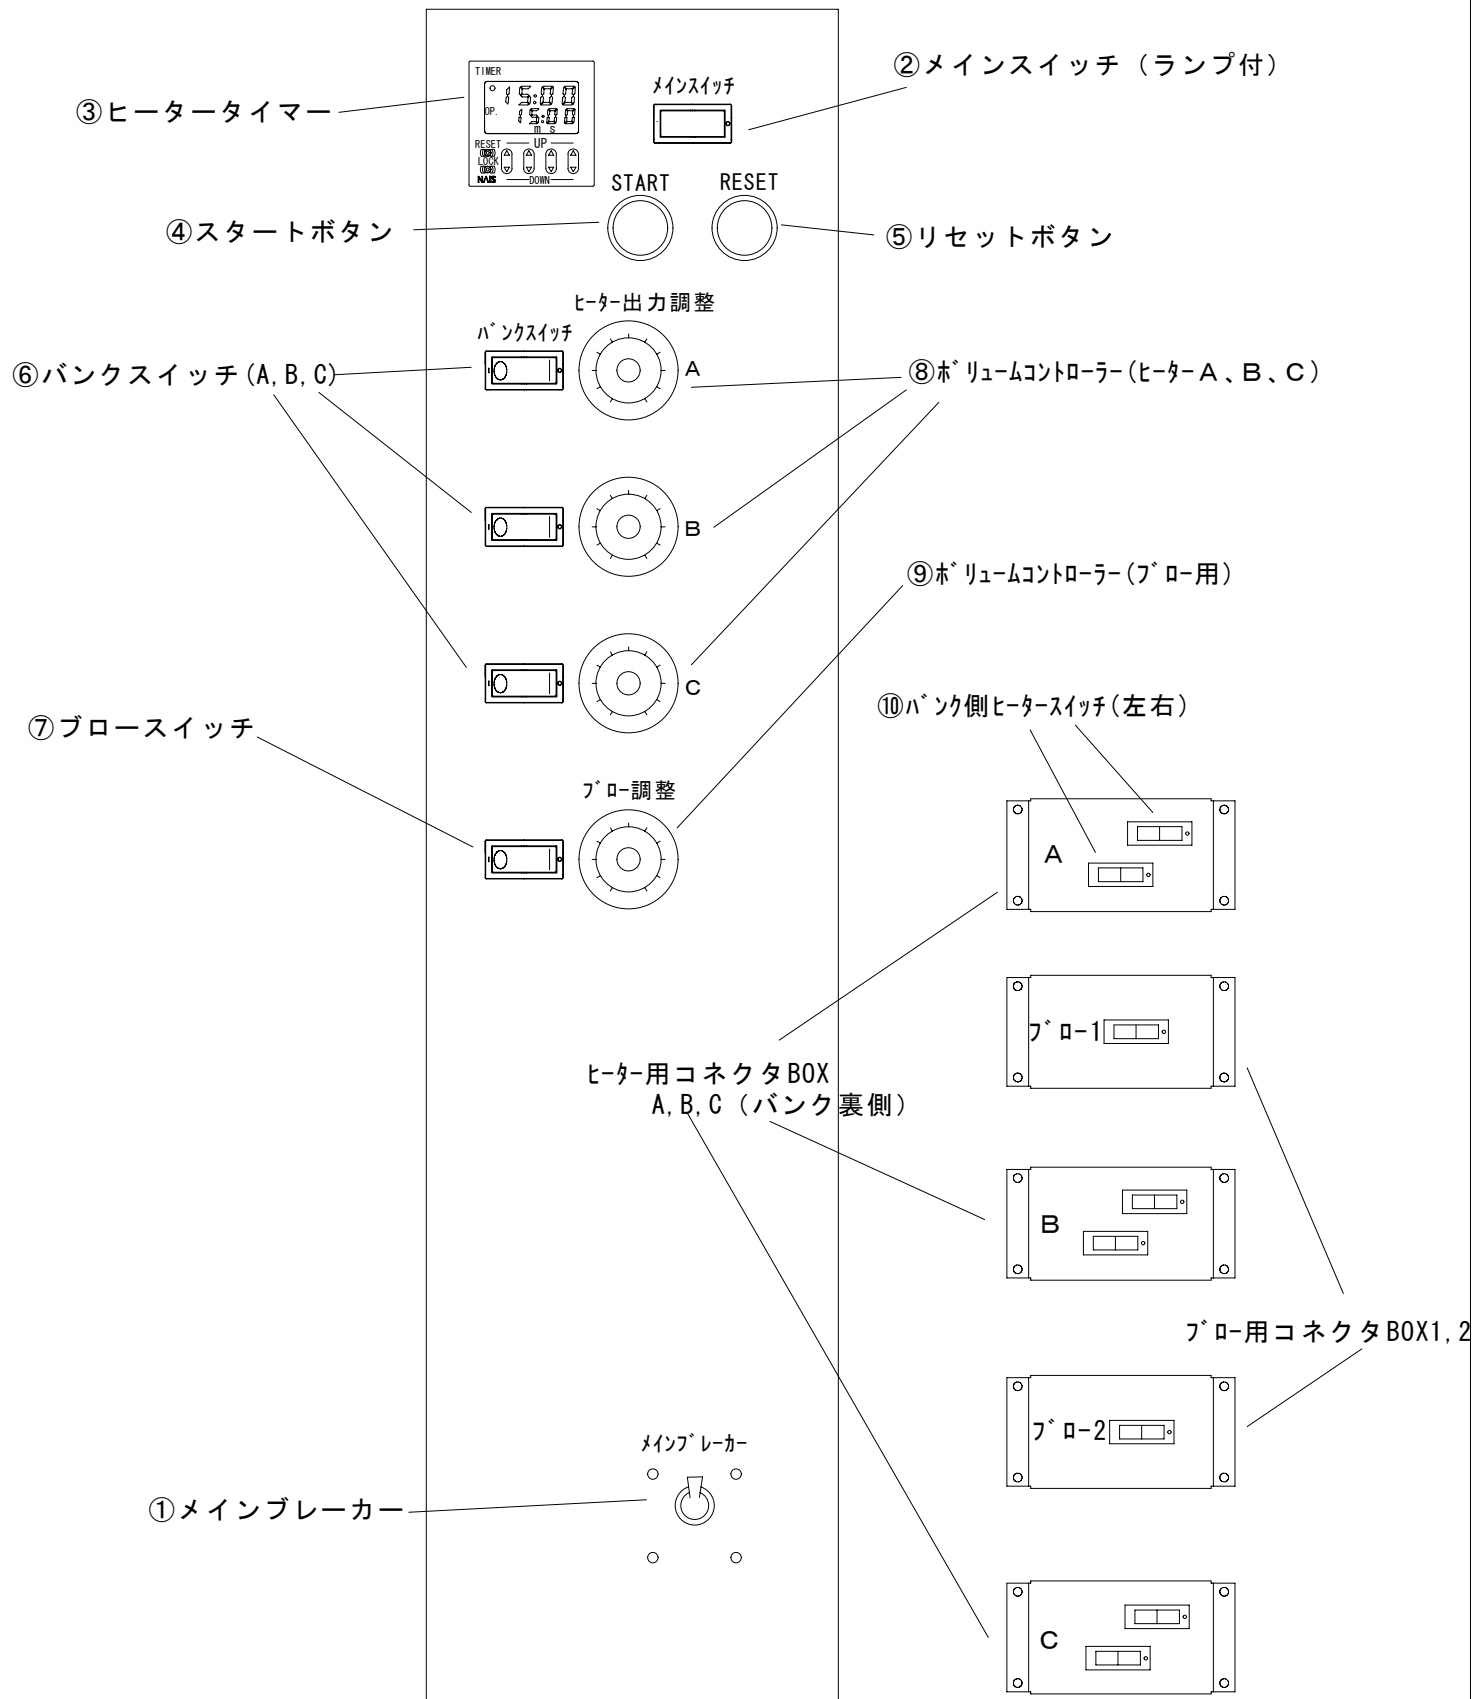 ②メインスイッチ（ランプ付）
TIMER
メインスイッチ
15:00
③ヒータータイマー
OP.
15:00
m s
RESET
UP
LOCK
NAiS
DOWN
START
RESET
④スタートボタン
⑤リセットボタン
ﾋｰﾀｰ出力調整
ﾊﾞﾝｸｽｲｯﾁ
A
⑥バンクスイッチ(A,B,C)
⑧ﾎﾞﾘｭｰﾑｺﾝﾄﾛｰﾗｰ(ﾋｰﾀｰＡ、Ｂ、Ｃ)
B
⑨ﾎﾞﾘｭｰﾑｺﾝﾄﾛｰﾗｰ(ﾌﾞﾛｰ用)
C
⑩ﾊﾞﾝｸ側ﾋｰﾀｰｽｲｯﾁ(左右)
⑦ブロースイッチ
ﾌﾞﾛｰ調整
A
ﾌﾞﾛｰ1
ﾋｰﾀｰ用コネクタBOX
A,B,C（バンク裏側）
B
ﾌﾞﾛｰ用コネクタBOX1,2
ﾌﾞﾛｰ2
ﾒｲﾝﾌﾞﾚｰｶｰ
①メインブレーカー
C